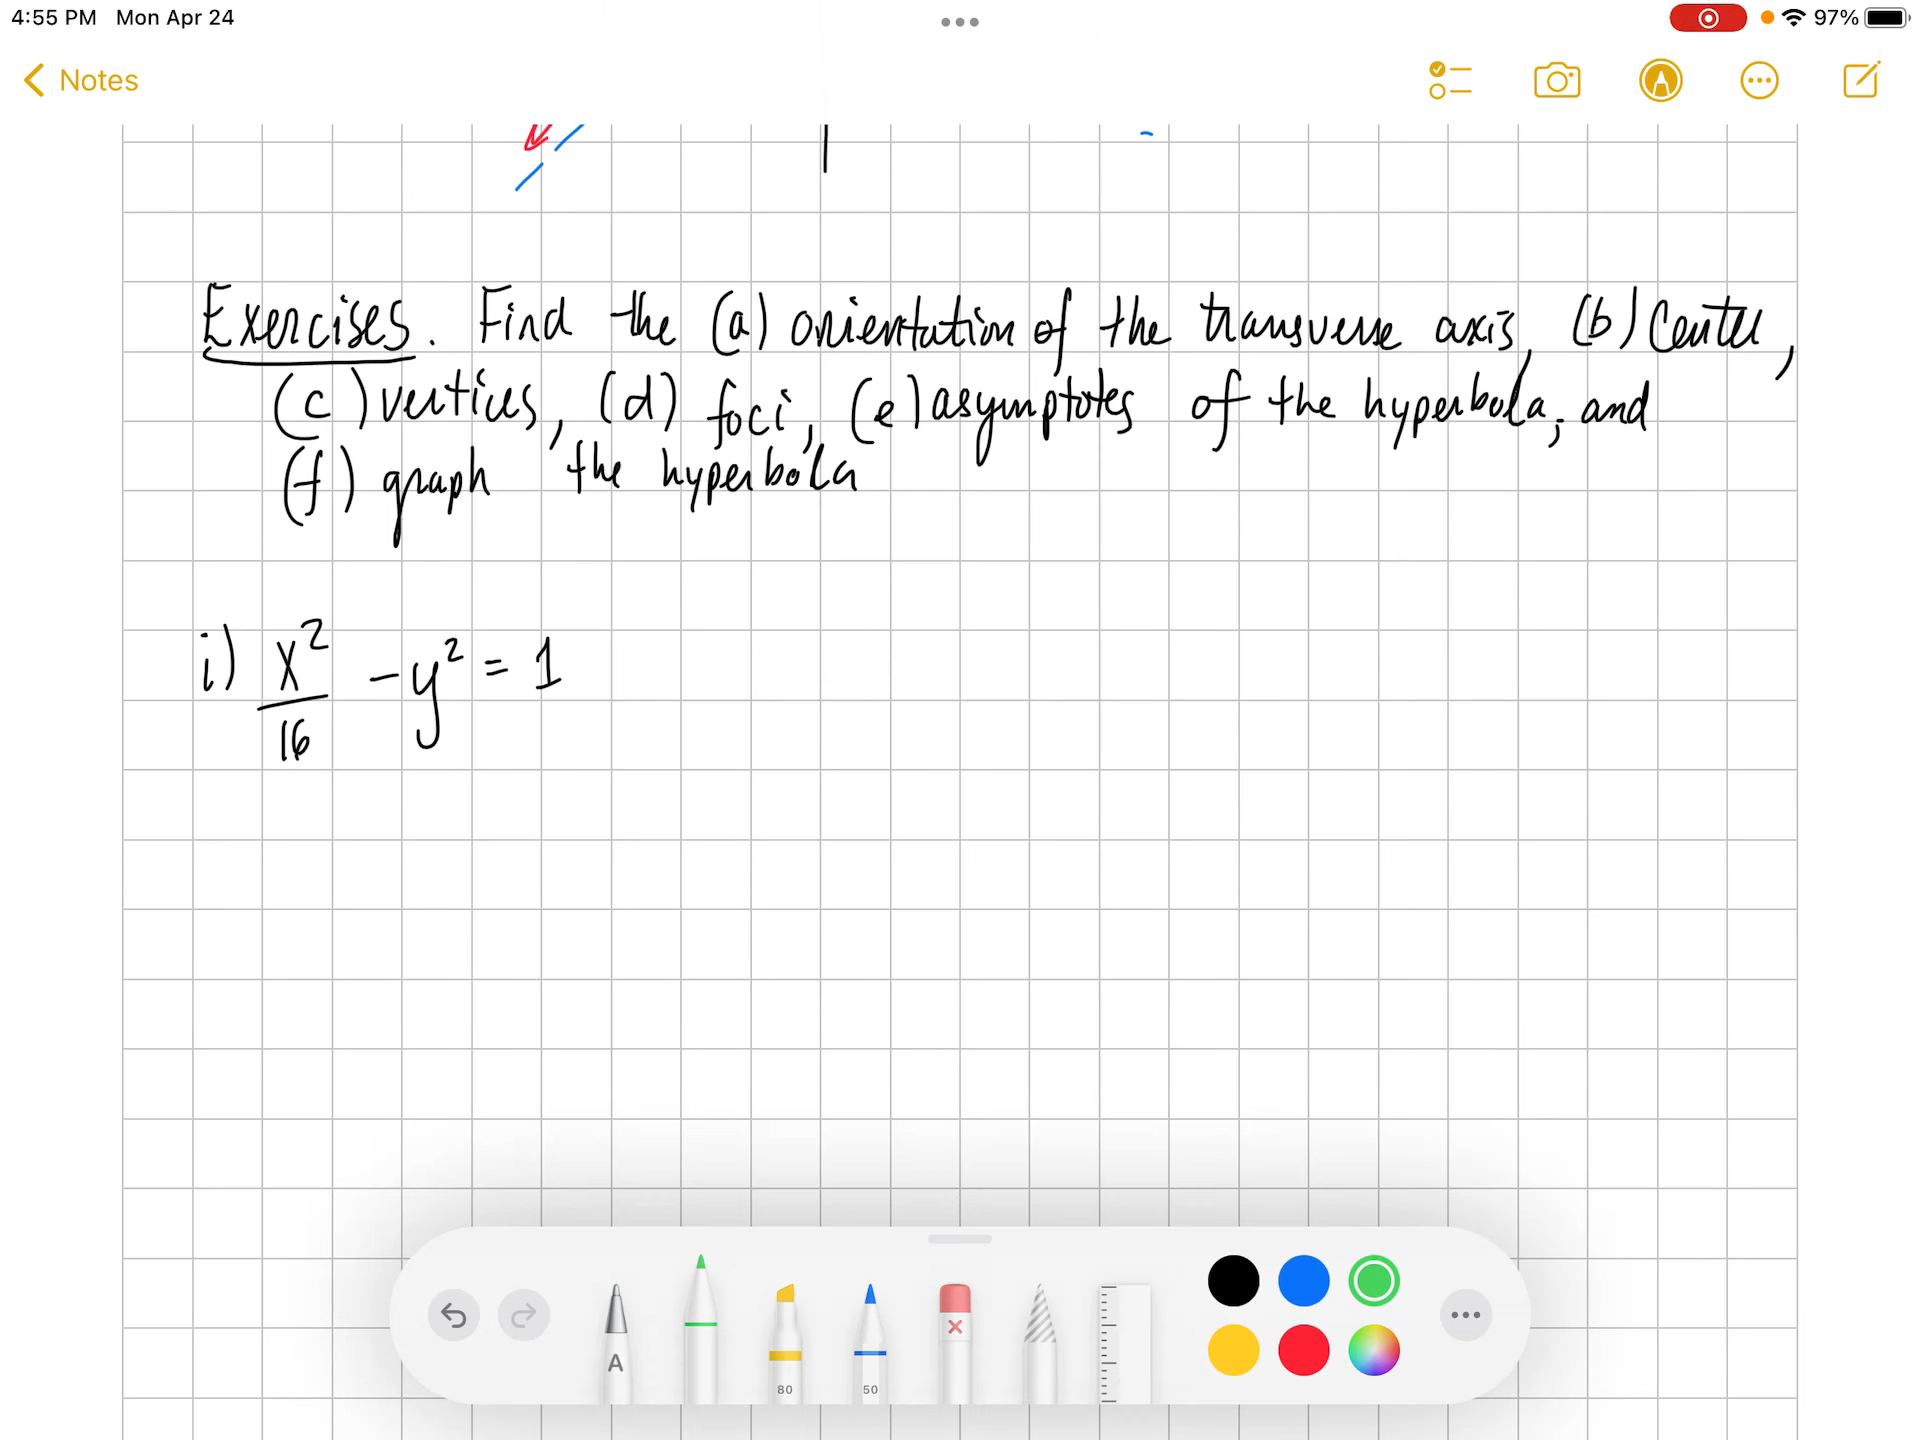 4:55 PM Mon Apr 24
97%
Notes
Exercises. Find the (a) orientation of the transverse axis, (b) Center,
(c) vertices, (d) foci, (e) asymptotes of the hyperbola, and
(f) graph the hyperbola
i) x²/16 - y² = 1
A
80
50